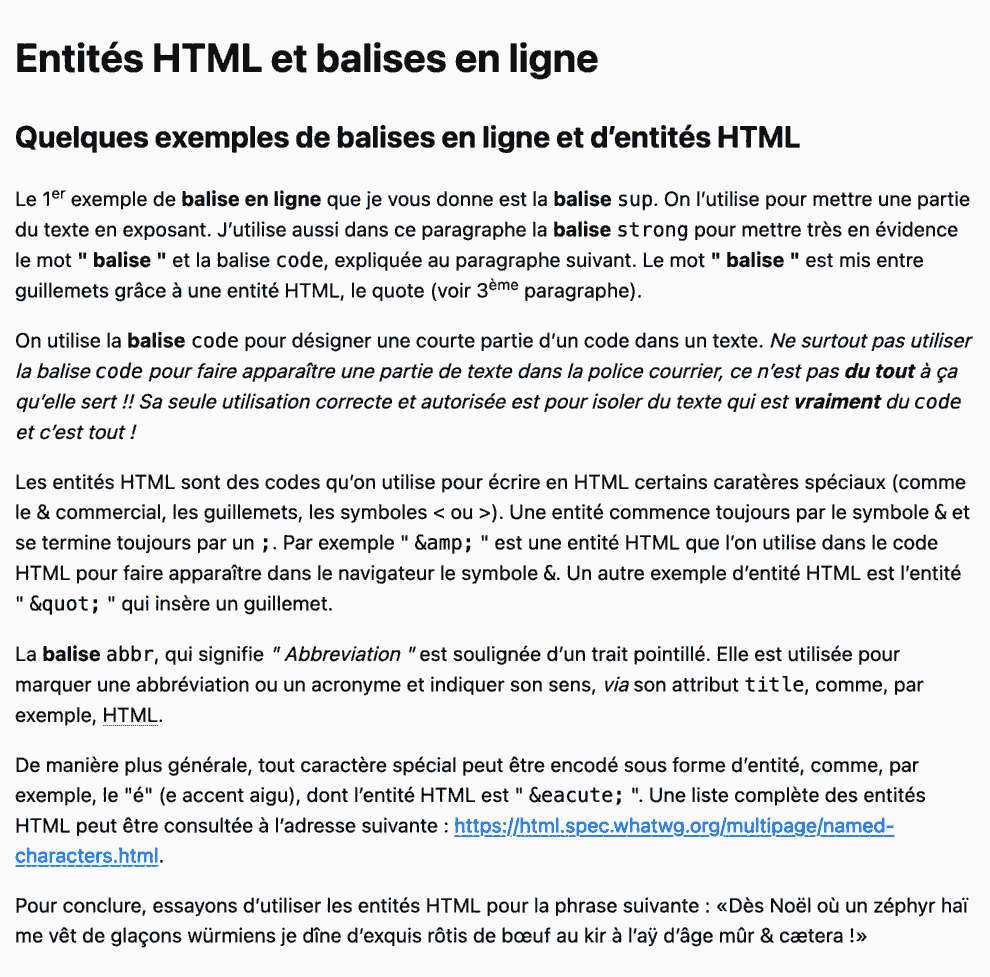 Entités HTML et balises en ligne
Quelques exemples de balises en ligne et d’entités HTML
Le 1er exemple de balise en ligne que je vous donne est la balise sup. On l’utilise pour mettre une partie
du texte en exposant. J’utilise aussi dans ce paragraphe la balise strong pour mettre très en évidence
le mot " balise " et la balise code, expliquée au paragraphe suivant. Le mot " balise " est mis entre
guillemets grâce à une entité HTML, le quote (voir 3ème paragraphe).
On utilise la balise code pour désigner une courte partie d’un code dans un texte. Ne surtout pas utiliser
la balise code pour faire apparaître une partie de texte dans la police courrier, ce n’est pas du tout à ça
qu’elle sert !! Sa seule utilisation correcte et autorisée est pour isoler du texte qui est vraiment du code
et c’est tout !
Les entités HTML sont des codes qu’on utilise pour écrire en HTML certains caratères spéciaux (comme
le & commercial, les guillemets, les symboles < ou >). Une entité commence toujours par le symbole & et
se termine toujours par un ;. Par exemple " &amp; " est une entité HTML que l’on utilise dans le code
HTML pour faire apparaître dans le navigateur le symbole &. Un autre exemple d’entité HTML est l’entité
" &quot; " qui insère un guillemet.
La balise abbr, qui signifie " Abbreviation " est soulignée d’un trait pointillé. Elle est utilisée pour
marquer une abbréviation ou un acronyme et indiquer son sens, via son attribut title, comme, par
exemple, HTML.
De manière plus générale, tout caractère spécial peut être encodé sous forme d’entité, comme, par
exemple, le "é" (e accent aigu), dont l’entité HTML est " &eacute; ". Une liste complète des entités
HTML peut être consultée à l’adresse suivante : https://html.spec.whatwg.org/multipage/named-
characters.html.
Pour conclure, essayons d’utiliser les entités HTML pour la phrase suivante : «Dès Noël où un zéphyr haï
me vêt de glaçons würmiens je dîne d’exquis rôtis de bœuf au kir à l’aÿ d’âge mûr & cætera !»